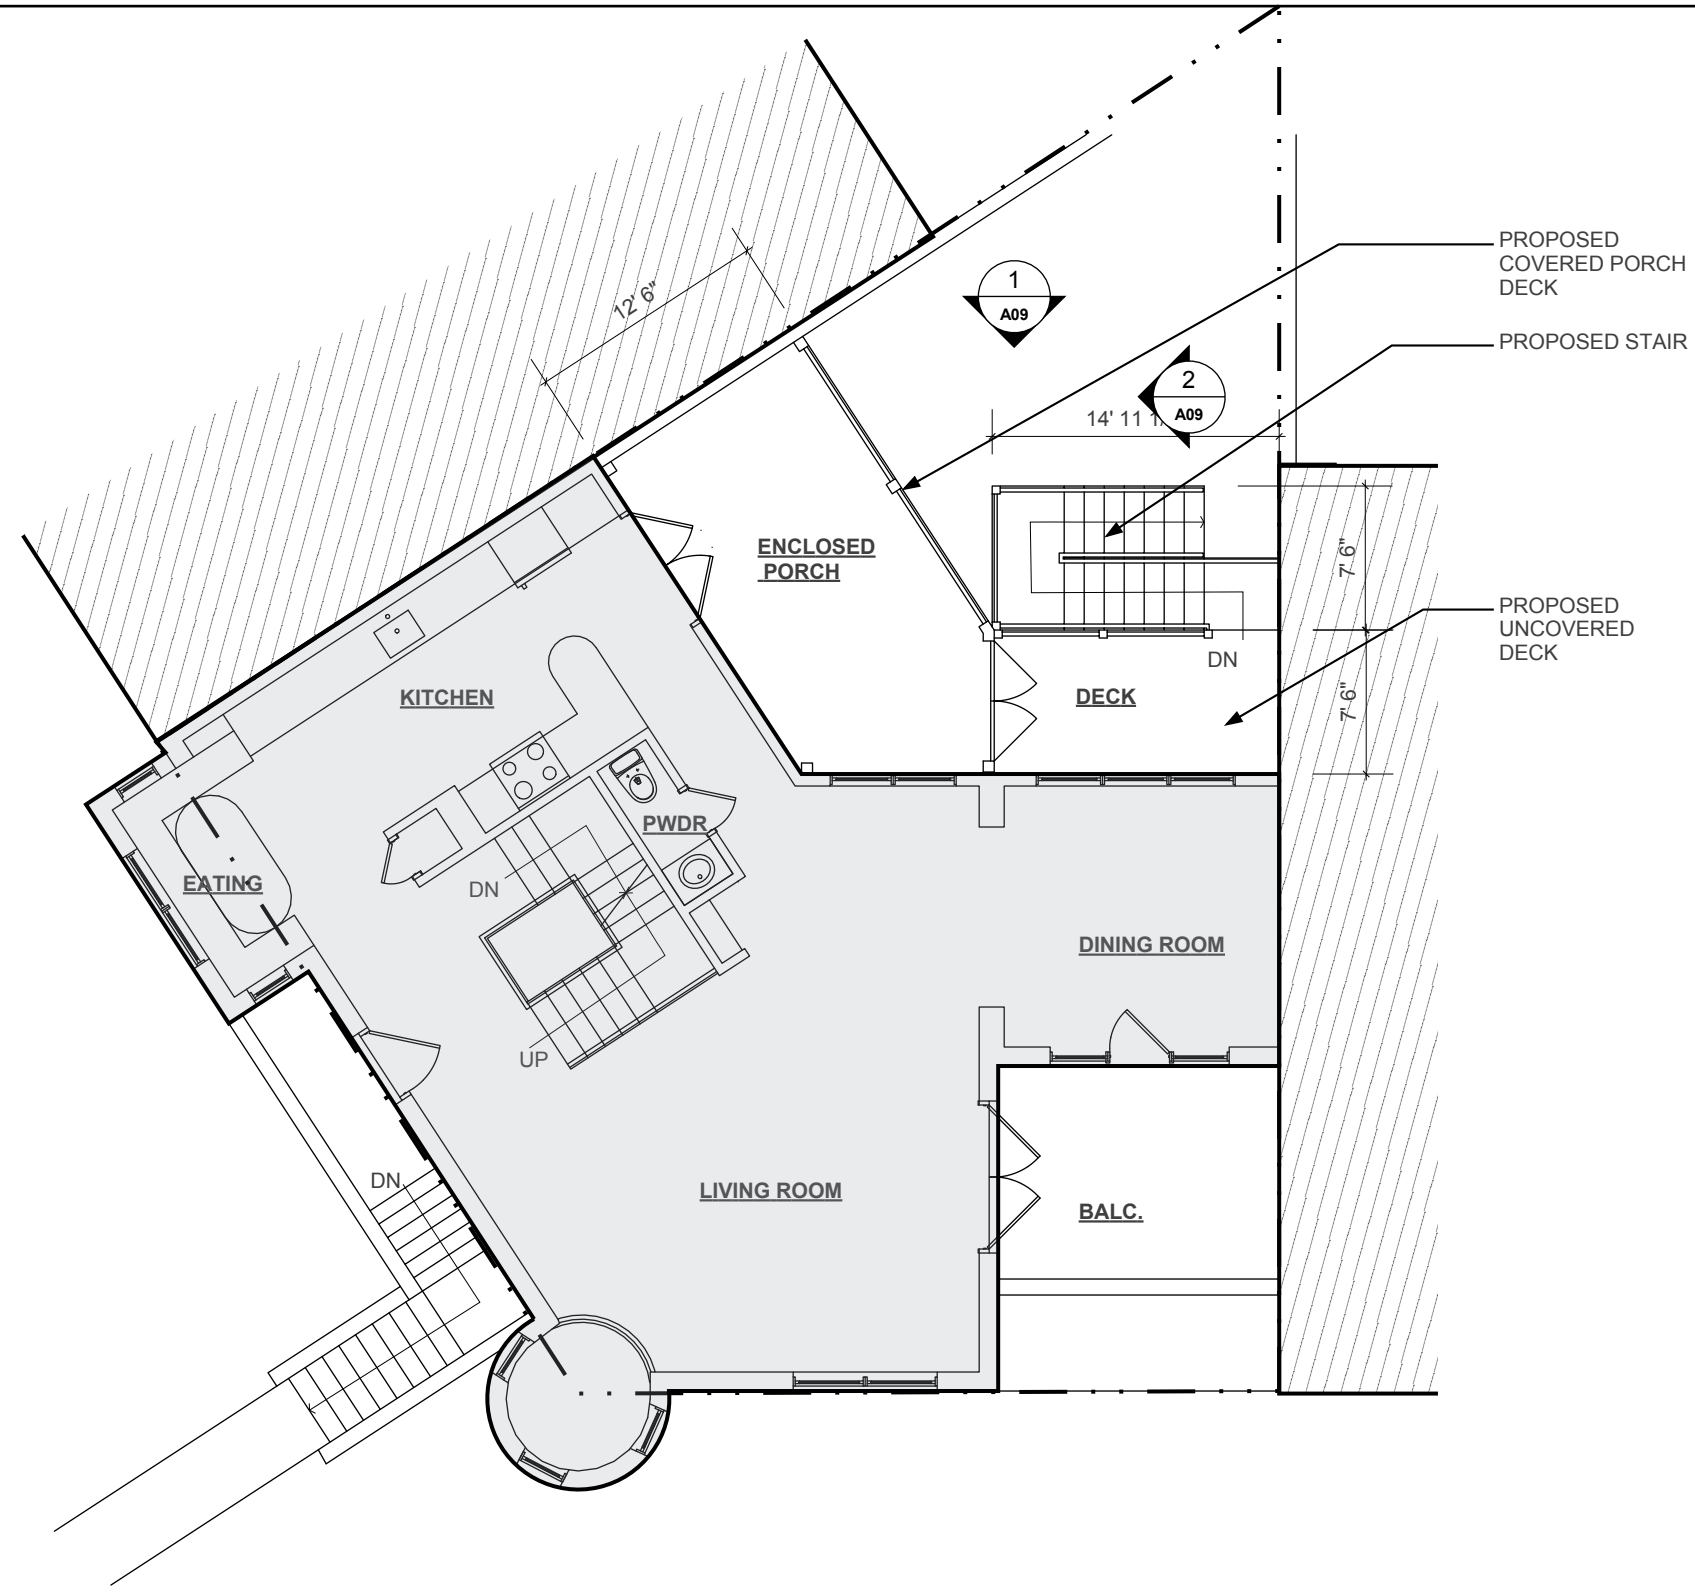 PROPOSED
COVERED PORCH
DECK
12' 6"
1
A09
PROPOSED STAIR
2
A09
14' 11
ENCLOSED
PORCH
7' 6"
PROPOSED
UNCOVERED
DECK
DN
KITCHEN
DECK
7' 6"
PWDR
EATING
DN
DINING ROOM
UP
DN
LIVING ROOM
BALC.